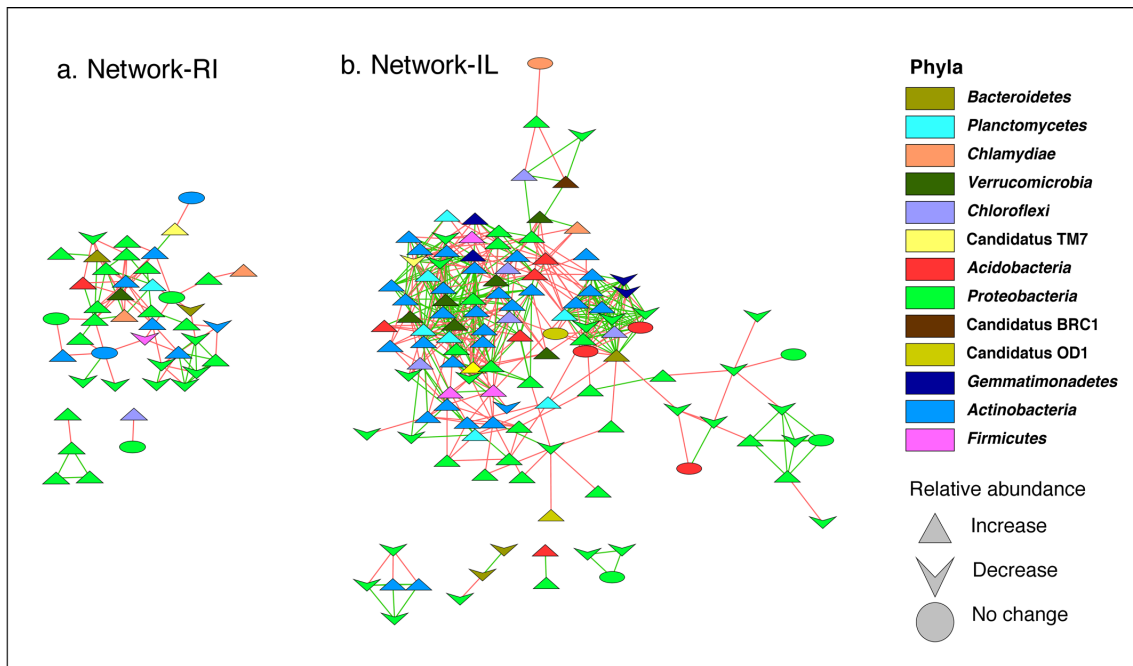 a. Network-RI
b. Network-IL
Phyla
Bacteroidetes
Planctomycetes
Chlamydiae
Verrucomicrobia
Chloroflexi
Candidatus TM7
Acidobacteria
Proteobacteria
Candidatus BRC1
Candidatus OD1
Gemmatimonadetes
Actinobacteria
Firmicutes
Relative abundance
Increase
Decrease
No change